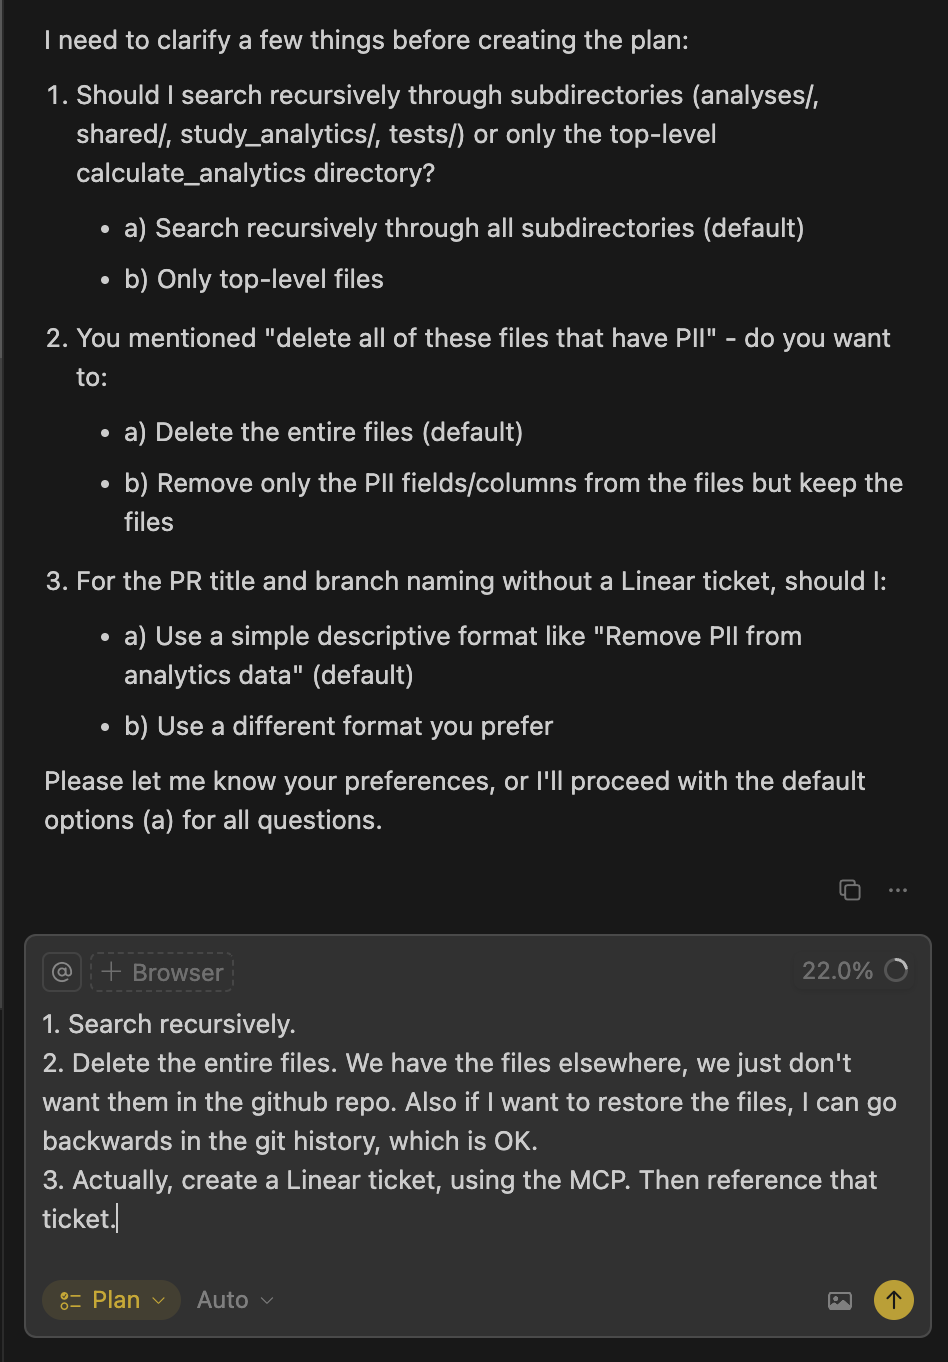 I need to clarify a few things before creating the plan:
1. Should I search recursively through subdirectories (analyses/,
shared/, study_analytics/, tests/) or only the top-level
calculate_analytics directory?
• a) Search recursively through all subdirectories (default)
• b) Only top-level files
2. You mentioned "delete all of these files that have PII" - do you want
to:
• a) Delete the entire files (default)
• b) Remove only the PII fields/columns from the files but keep the
files
3. For the PR title and branch naming without a Linear ticket, should I:
• a) Use a simple descriptive format like "Remove PII from
analytics data" (default)
• b) Use a different format you prefer
Please let me know your preferences, or I'll proceed with the default
options (a) for all questions.
@ + Browser 22.0%
1. Search recursively.
2. Delete the entire files. We have the files elsewhere, we just don't
want them in the github repo. Also if I want to restore the files, I can go
backwards in the git history, which is OK.
3. Actually, create a Linear ticket, using the MCP. Then reference that
ticket.
Plan Auto